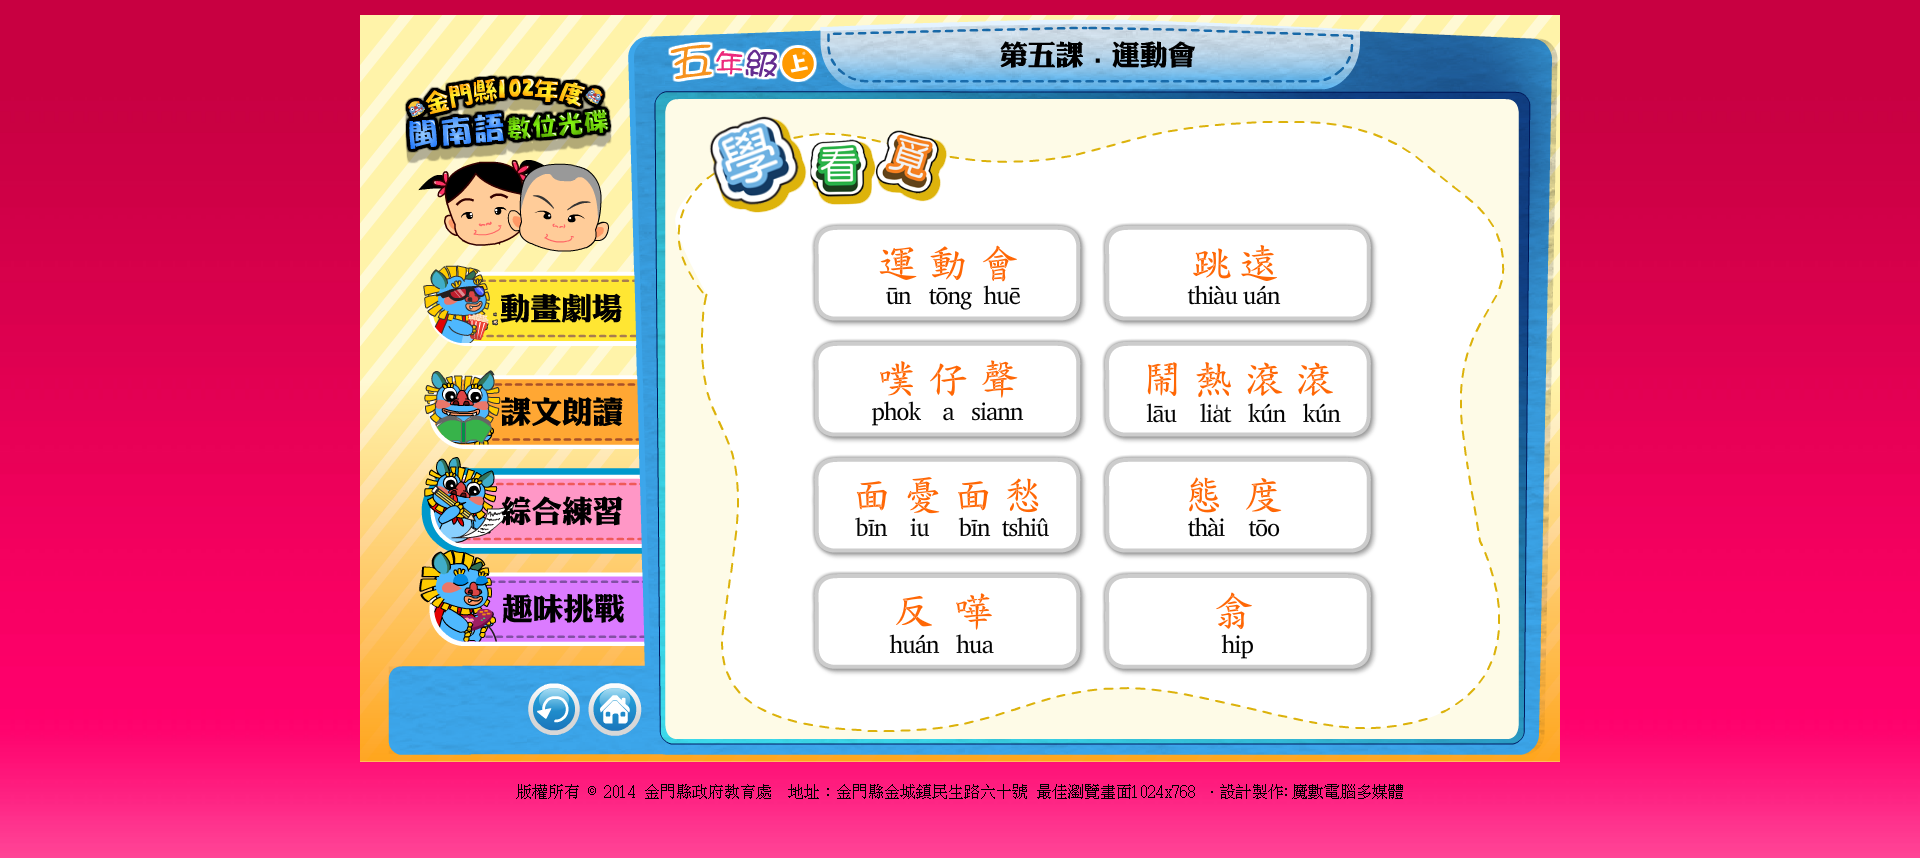 金門縣102年度
閩南語數位光碟
動畫劇場
課文朗讀
綜合練習
趣味挑戰
五年級上
第五課．運動會
學看覓
運動會
ūn tōng huē
跳遠
thiàu uán
噗仔聲
phok a siann
鬧熱滾滾
lāu lia̍t kún kún
面憂面愁
bīn iu bīn tshiû
態度
thài tōo
反嘩
huán hua
翕
hip
版權所有 © 2014 金門縣政府教育處 地址：金門縣金城鎮民生路六十號 最佳瀏覽畫面1024x768 ．設計製作:魔數電腦多媒體